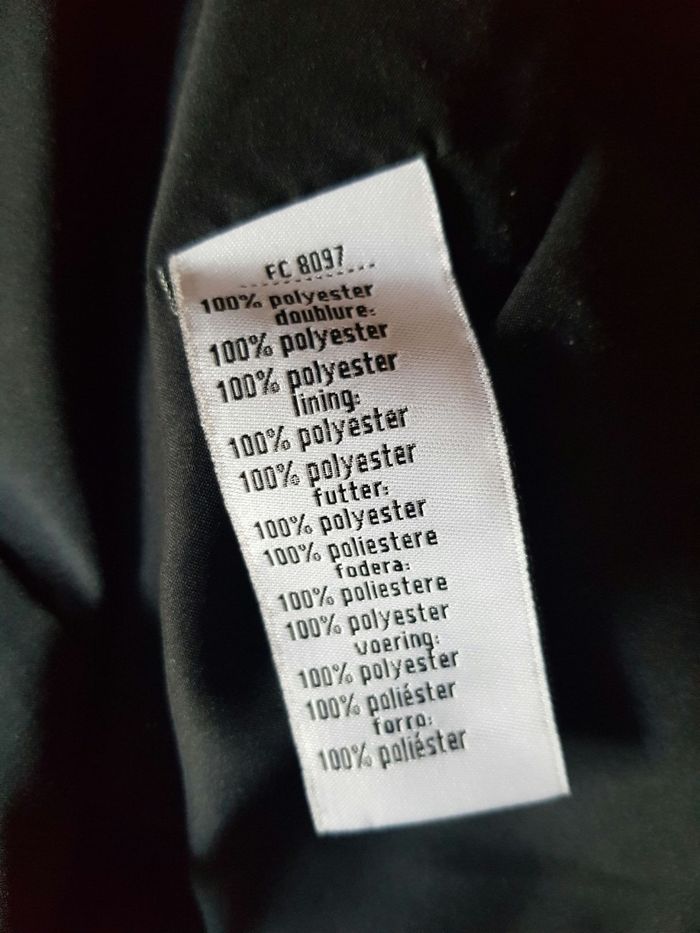 FC 8097
100% polyester
doublure:
100% polyester
100% polyester
lining:
100% polyester
100% polyester
futter:
100% polyester
100% poliestere
fodera:
100% poliestere
100% polyester
voering:
100% polyester
100% poliéster
forro:
100% poliéster